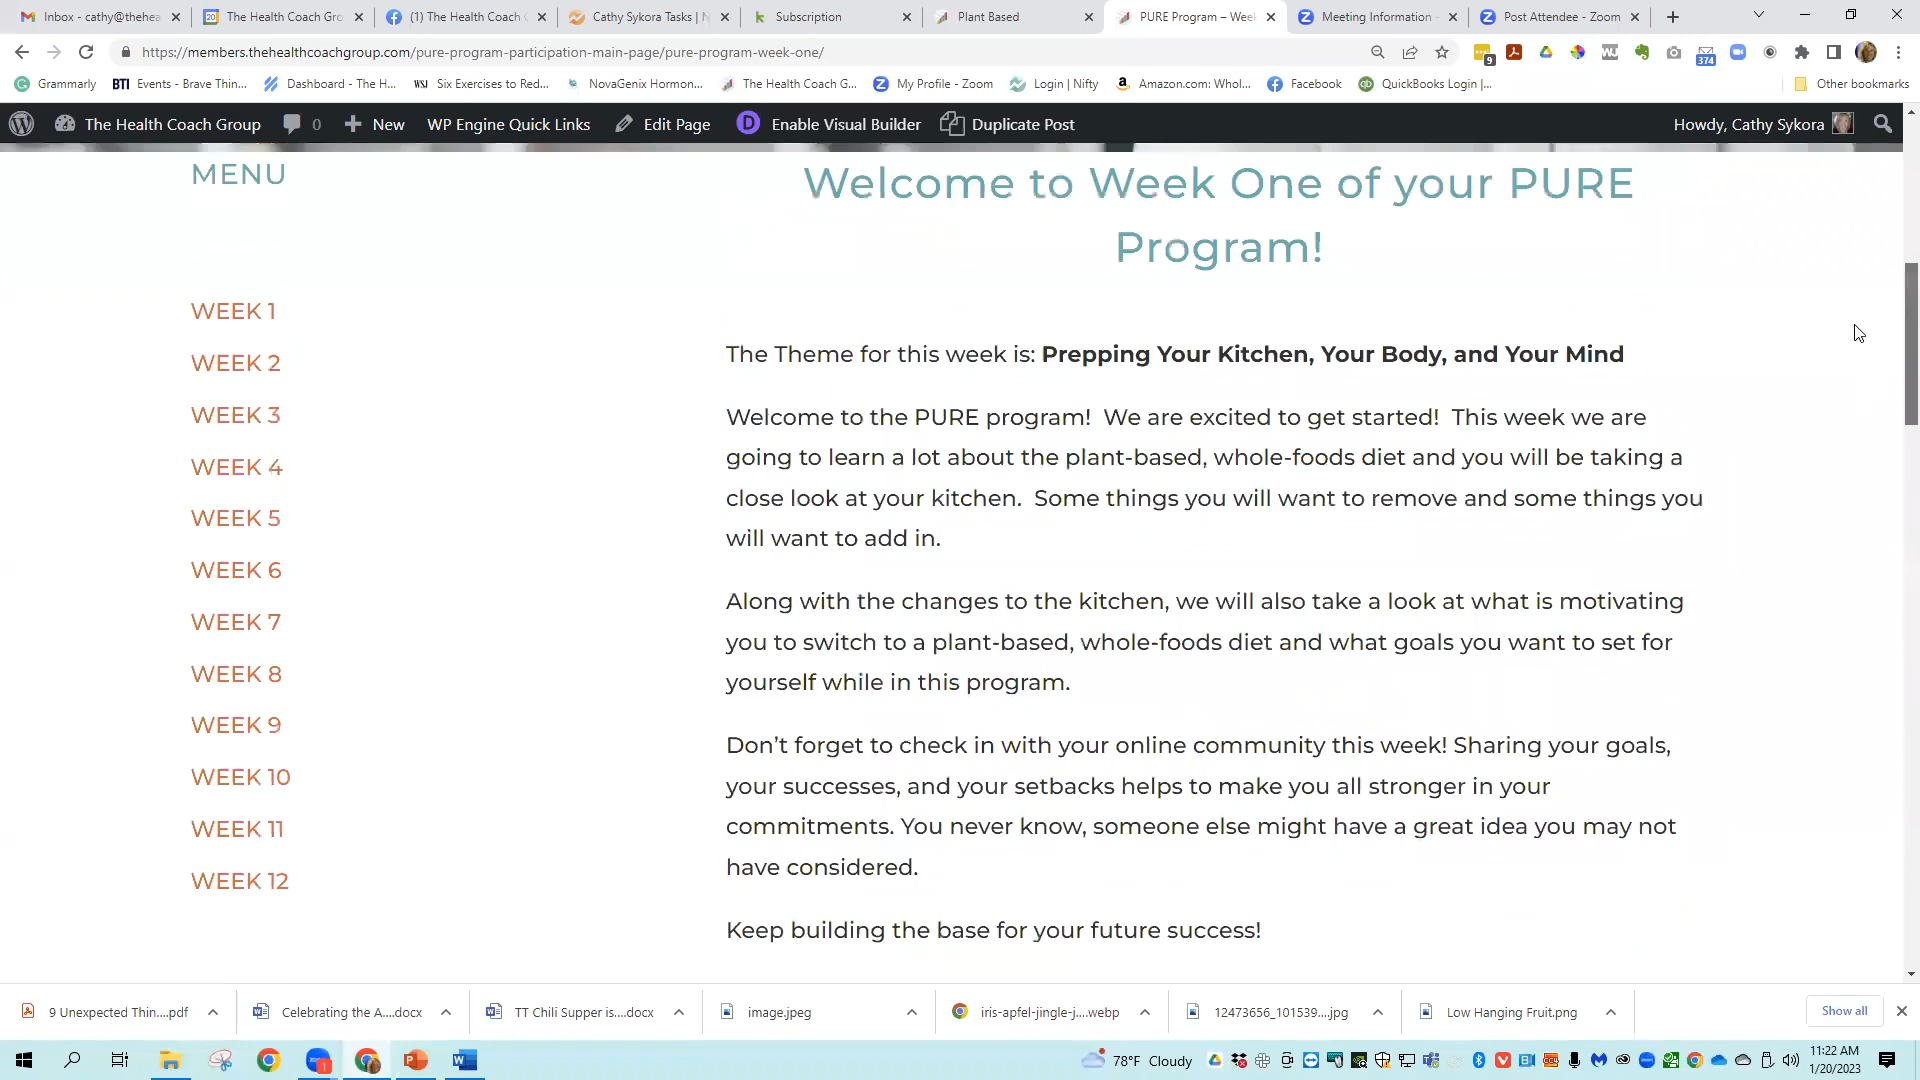 Inbox - cathy@thehea
The Health Coach Gro
(1) The Health Coach
Cathy Sykora Tasks | N
Subscription
Plant Based
PURE Program – Week
Meeting Information -
Post Attendee - Zoom
https://members.thehealthcoachgroup.com/pure-program-participation-main-page/pure-program-week-one/
9
374
Grammarly
BTI Events - Brave Thin...
Dashboard - The H...
WSJ Six Exercises to Red...
NovaGenix Hormon...
The Health Coach G...
My Profile - Zoom
Login | Nifty
Amazon.com: Whol...
Facebook
QuickBooks Login |...
Other bookmarks
The Health Coach Group
0
New
WP Engine Quick Links
Edit Page
Enable Visual Builder
Duplicate Post
Howdy, Cathy Sykora
MENU
WEEK 1
WEEK 2
WEEK 3
WEEK 4
WEEK 5
WEEK 6
WEEK 7
WEEK 8
WEEK 9
WEEK 10
WEEK 11
WEEK 12
Welcome to Week One of your PURE
Program!
The Theme for this week is: Prepping Your Kitchen, Your Body, and Your Mind
Welcome to the PURE program! We are excited to get started! This week we are
going to learn a lot about the plant-based, whole-foods diet and you will be taking a
close look at your kitchen. Some things you will want to remove and some things you
will want to add in.
Along with the changes to the kitchen, we will also take a look at what is motivating
you to switch to a plant-based, whole-foods diet and what goals you want to set for
yourself while in this program.
Don’t forget to check in with your online community this week! Sharing your goals,
your successes, and your setbacks helps to make you all stronger in your
commitments. You never know, someone else might have a great idea you may not
have considered.
Keep building the base for your future success!
9 Unexpected Thin....pdf
Celebrating the A....docx
TT Chili Supper is....docx
image.jpeg
iris-apfel-jingle-j....webp
12473656_101539....jpg
Low Hanging Fruit.png
Show all
78°F Cloudy
11:22 AM
1/20/2023